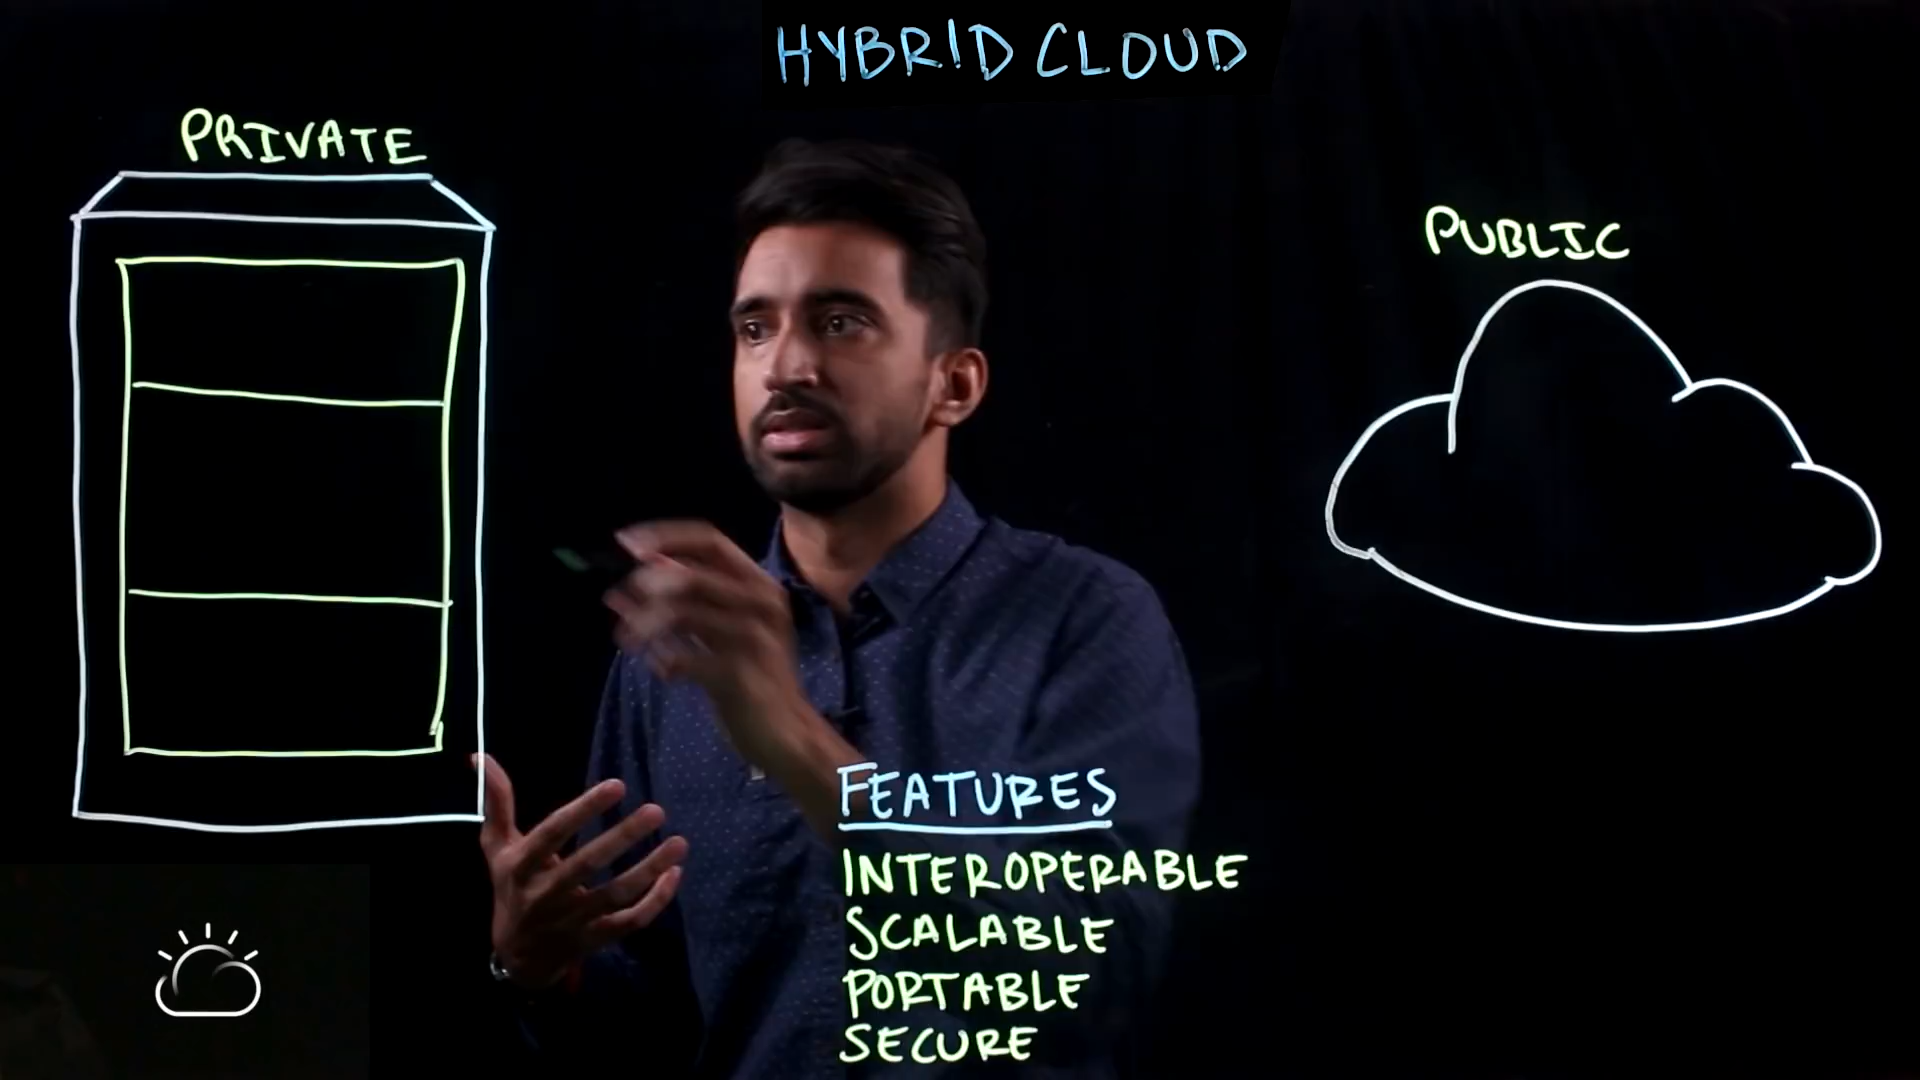 HYBRID CLOUD
PRIVATE
PUBLIC
FEATURES
INTEROPERABLE
SCALABLE
PORTABLE
SECURE